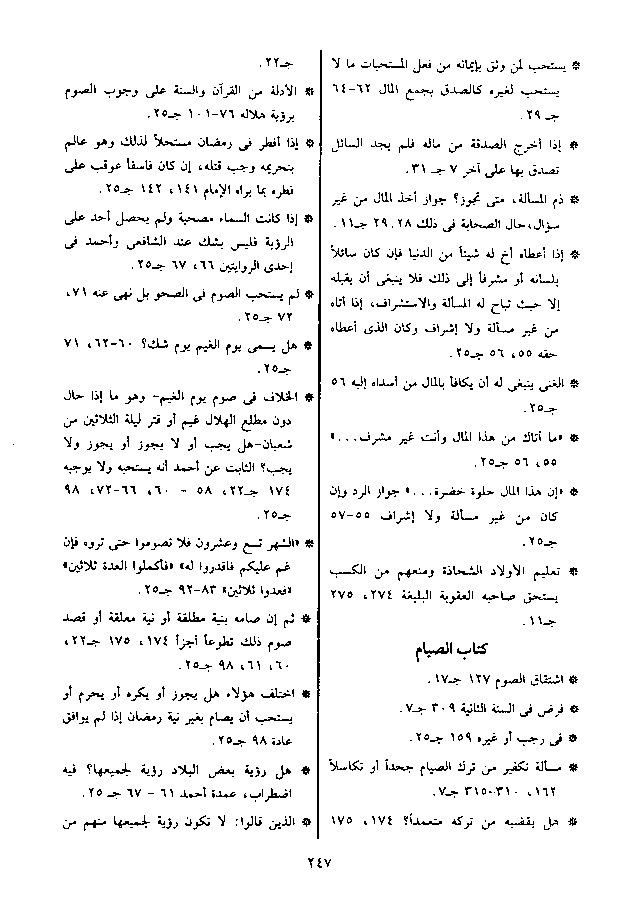 * يستحب لمن وثق بإيمانه من فعل المستحبات ما لا
يستحب لغيره كالصدق بجمع المال ٦٢-٦٤
جـ٢٩.
* إذا أخرج الصدقة من ماله فلم يجد السائل
تصدق بها على آخر ٧ جـ ٣١.
* ذم المسألة، متى تجوز؟ جواز أخذ المال من غير
سؤال، حال الصحابة فى ذلك ٢٨. ٢٩ جـ١١.
* إذا أعطاه أخ له شيئاً من الدنيا فإن كان سائلاً
بلسانه أو مشرفاً إلى ذلك فلا ينبغى أن يقبله
إلا حيث تباح له المسألة والاستشراف، إذا أتاه
من غير مسألة ولا إشراف وكان الذى أعطاه
حقه ٥٥، ٥٦ جـ٢٥.
* الغنى ينبغى له أن يكافأ بالمال من أسداه إليه ٥٦
جـ٢٥.
* «ما أتاك من هذا المال وأنت غير مشرف...»
٥٥، ٥٦ جـ٢٥.
* «إن هذا المال حلوة خضرة...» جواز الرد وإن
كان من غير مسألة ولا إشراف ٥٥-٥٧
جـ٢٥.
* تعليم الأولاد الشحاذة ومنعهم من الكسب
يستحق صاحبه العقوبة البليغة ٢٧٤، ٢٧٥
جـ١١.
كتاب الصيام
* اشتقاق الصوم ١٢٧ جـ١٧.
* فرض فى السنة الثانية ٣٠٩ جـ٧.
* فى رجب أو غيره ١٥٩ جـ٢٥.
* مسألة تكفير من ترك الصيام جحداً أو تكاسلاً
١٦٢، ٣١٠-٣١٥ جـ٧.
* هل يقضيه من تركه متعمداً؟ ١٧٤، ١٧٥
جـ٢٢.
* الأدلة من القرآن والسنة على وجوب الصوم
برؤية هلاله ٧٦-١٠١ جـ٢٥.
* إذا أفطر فى رمضان مستحلاً لذلك وهو عالم
بتحريمه وجب قتله، إن كان فاسقاً عوقب على
فطره بما يراه الإمام ١٤١، ١٤٢ جـ٢٥.
* إذا كانت السماء مصحية ولم يحصل أحد على
الرؤية فليس بشك عند الشافعى وأحمد فى
إحدى الروايتين ٦٦، ٦٧ جـ٢٥.
* لم يستحب الصوم فى الصحو بل نهى عنه ٧١،
٧٢ جـ٢٥.
* هل يسمى يوم الغيم يوم شك؟ ٦٠-٦٢، ٧١
جـ٢٥.
* الخلاف فى صوم يوم الغيم- وهو ما إذا حال
دون مطلع الهلال غيم أو قتر ليلة الثلاثين من
شعبان-هل يجب أو لا يجوز أو يجوز ولا
يجب؟ الثابت عن أحمد أنه يستحبه ولا يوجبه
١٧٤ جـ٢٢، ٥٨ - ٦٠، ٦٦-٧٢، ٩٨
جـ٢٥.
* «الشهر تسع وعشرون فلا تصوموا حتى تروه فإن
غم عليكم فاقدروا له» «فأكملوا العدة ثلاثين»
«فعدوا ثلاثين» ٨٣-٩٢ جـ٢٥.
* ثم إن صامه بنية مطلقة أو نية معلقة أو قصد
صوم ذلك تطوعاً أجزأ ١٧٤، ١٧٥ جـ٢٢،
٦٠، ٦١، ٩٨ جـ٢٥.
* اختلف هؤلاء هل يجوز أو يكره أو يحرم أو
يستحب أن يصام بغير نية رمضان إذا لم يوافق
عادة ٩٨ جـ٢٥.
* هل رؤية بعض البلاد رؤية لجميعها؟ فيه
اضطراب، عمدة أحمد ٦١ - ٦٧ جـ ٢٥.
* الذين قالوا: لا تكون رؤية لجميعها منهم من
٢٤٧